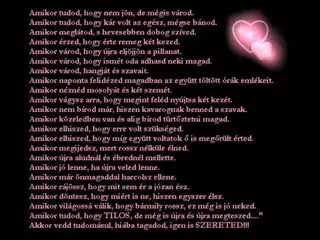 Amikor tudod, hogy nem jön, de mégis várod.
Amikor tudod, hogy kár volt az egész, mégse bánod.
Amikor meglátod, s hevesebben dobog szíved.
Amikor érzed, hogy érte remeg két kezed.
Amikor várod, hogy újra eljöjjön a pillanat.
Amikor várod, hogy ismét oda adhasd neki magad.
Amikor várod, hangját és szavait.
Amikor naponta felidézed magadban az együtt töltött órák emlékeit.
Amikor néznéd mosolyát és két szemét.
Amikor vágysz arra, hogy megint feléd nyújtsa két kezét.
Amikor nem bírod már, hiszen kavarognak benned a szavak.
Amikor közeledben van és alig bírod türtőztetni magad.
Amikor elhiszed, hogy erre volt szükséged.
Amikor elhiszed, hogy míg együtt voltatok ő is megőrült érted.
Amikor megijedsz, mert rossz nélküle élned.
Amikor újra aludnál és ébrednél mellette.
Amikor jó lenne, ha újra veled lenne.
Amikor már önmagaddal harcolsz ellene.
Amikor rájössz, hogy mit sem ér a józan ész.
Amikor döntesz, hogy miért is ne, hiszen egyszer élsz.
Amikor világossá válik, hogy bármily rossz, ez még is jó neked.
Amikor tudod, hogy TILOS, de még is újra és újra megteszed...."
Akkor vedd tudomásul, hiába tagadod, igen is SZERETED!!!